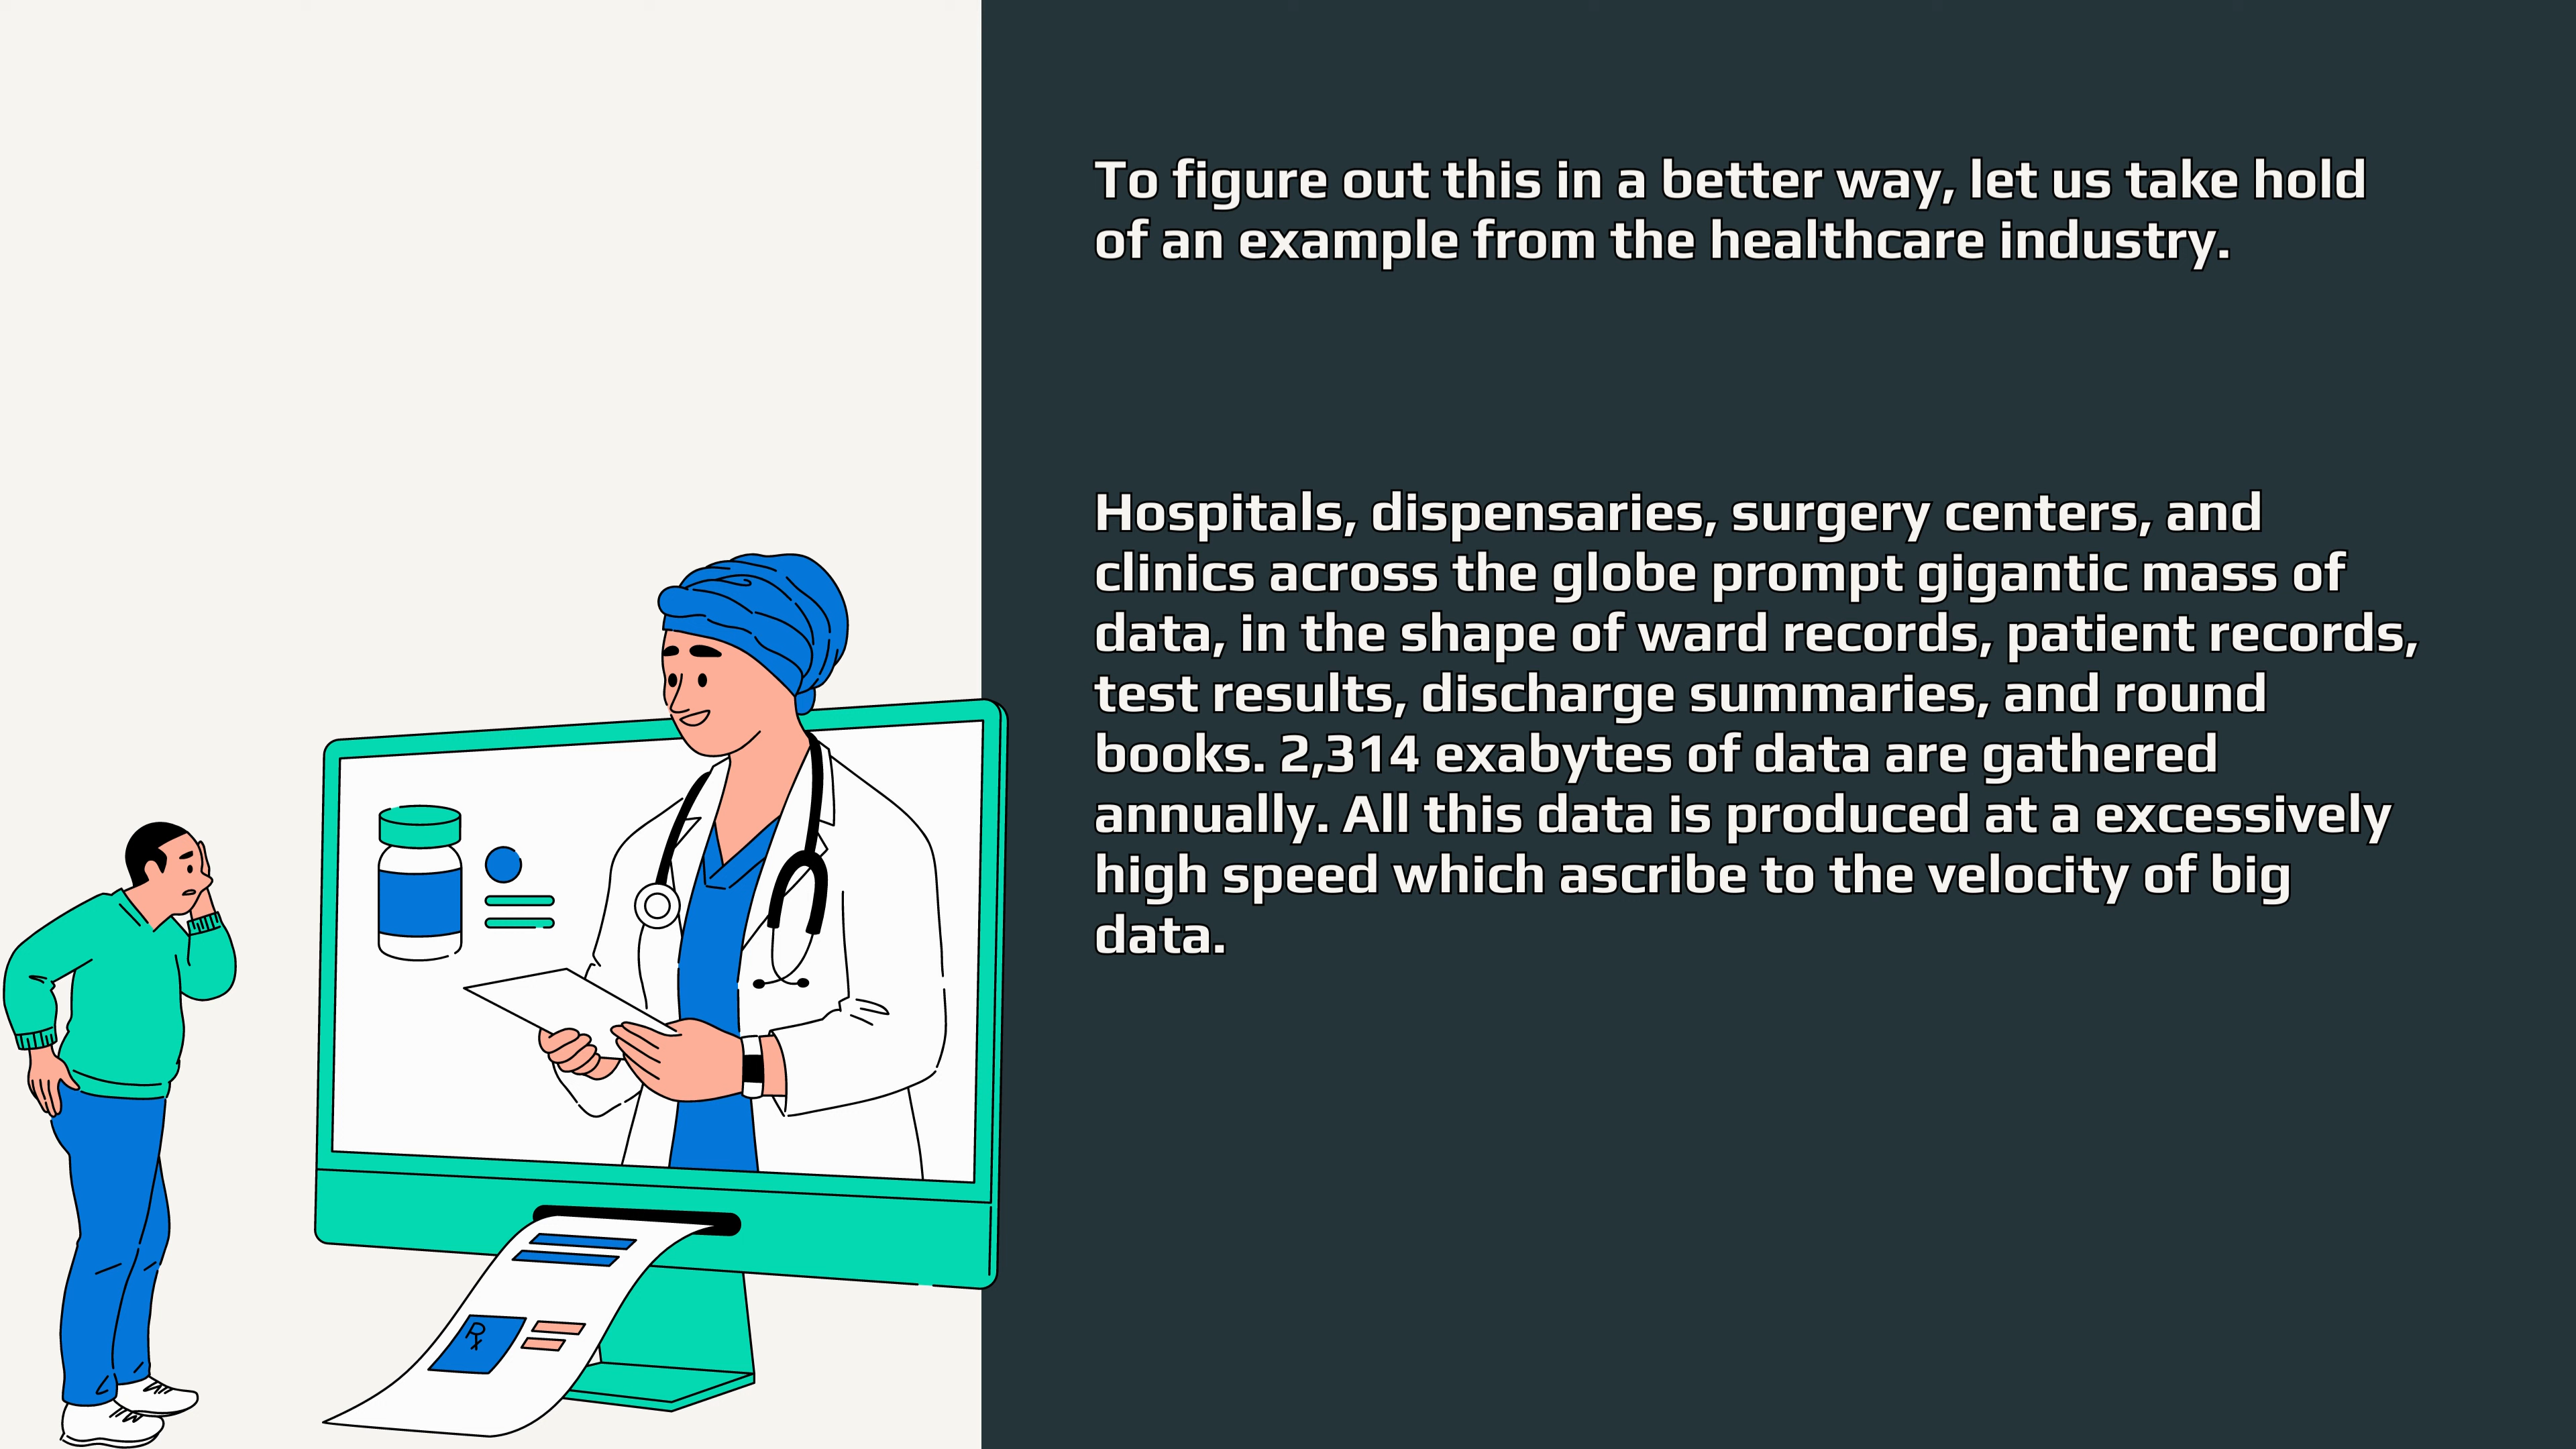 To figure out this in a better way, let us take hold
of an example from the healthcare industry.
Hospitals, dispensaries, surgery centers, and
clinics across the globe prompt gigantic mass of
data, in the shape of ward records, patient records,
test results, discharge summaries, and round
books. 2,314 exabytes of data are gathered
annually. All this data is produced at a excessively
high speed which ascribe to the velocity of big
data.
℞